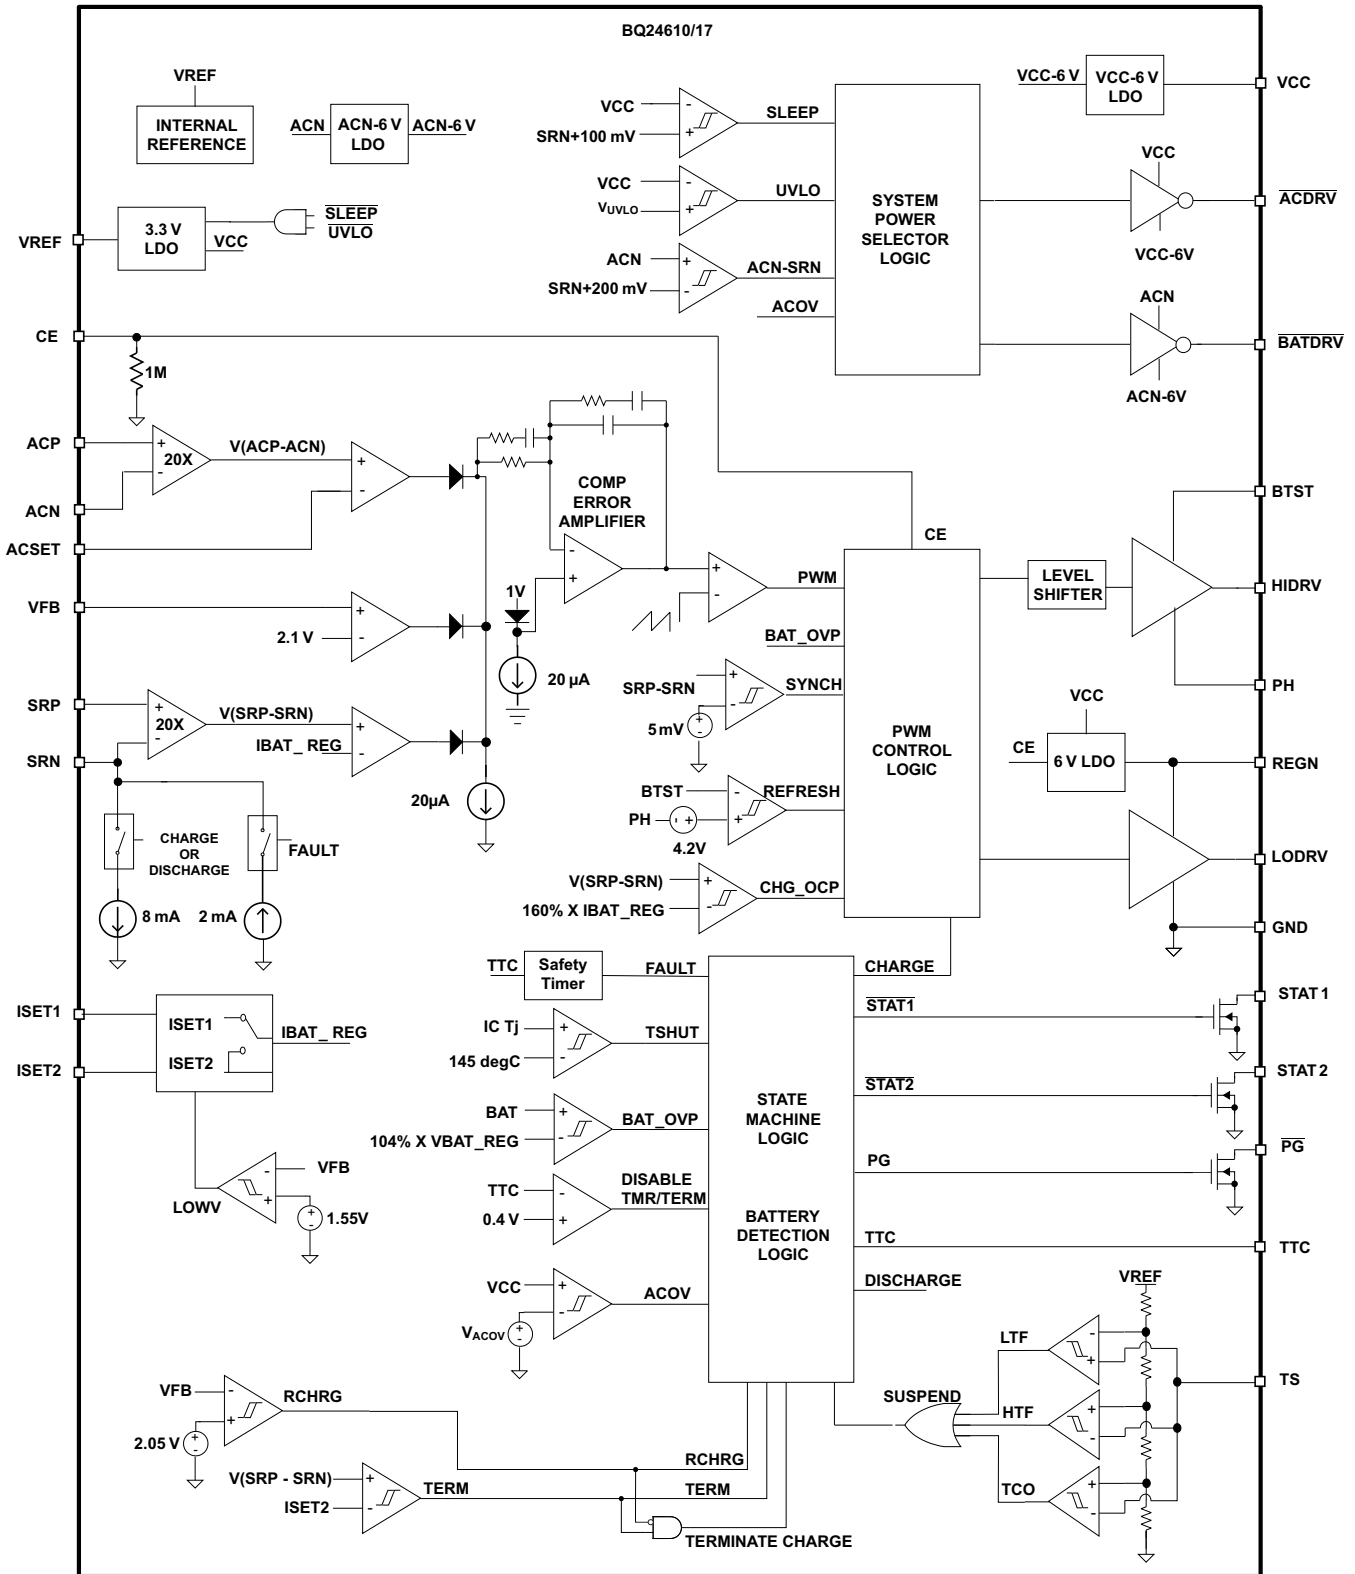 BQ24610/17
VREF
INTERNAL
REFERENCE
ACN
ACN-6 V
LDO
ACN-6 V
VCC
SRN+100 mV
-
+
SLEEP
VCC
VUVLO
-
+
UVLO
ACN
SRN+200 mV
+
-
ACN-SRN
ACOV
SYSTEM
POWER
SELECTOR
LOGIC
VCC-6 V
VCC-6 V
LDO
VCC
VCC
VCC-6V
ACDRV
ACN
ACN-6V
BATDRV
VREF
3.3 V
LDO
VCC
SLEEP
UVLO
CE
1M
ACP
ACN
+
-
20X
V(ACP-ACN)
+
-
ACSET
VFB
2.1 V
+
-
SRP
SRN
+
-
20X
V(SRP-SRN)
IBAT_ REG
+
-
20µA
COMP
ERROR
AMPLIFIER
-
+
1V
20 µA
+
-
PWM
CE
BAT_OVP
SRP-SRN
+
-
SYNCH
5 mV
+
-
BTST
-
+
REFRESH
PH
- +
4.2V
V(SRP-SRN)
160% X IBAT_REG
+
-
CHG_OCP
PWM
CONTROL
LOGIC
LEVEL
SHIFTER
BTST
HIDRV
PH
VCC
CE
6 V LDO
REGN
LODRV
GND
CHARGE
OR
DISCHARGE
FAULT
8 mA
2 mA
ISET1
ISET2
ISET1
ISET2
IBAT_ REG
LOWV
-
+
VFB
+
-
1.55V
TTC
Safety
Timer
FAULT
IC Tj
145 degC
+
-
TSHUT
BAT
104% X VBAT_REG
+
-
BAT_OVP
TTC
0.4 V
-
+
DISABLE
TMR/TERM
VCC
+
-
ACOV
VACOV
+
-
STATE
MACHINE
LOGIC
BATTERY
DETECTION
LOGIC
CHARGE
STAT1
STAT 1
STAT2
STAT 2
PG
PG
TTC
TTC
DISCHARGE
VREF
LTF
-
+
HTF
+
-
TCO
+
-
SUSPEND
TS
VFB
-
+
RCHRG
2.05 V
+
-
RCHRG
V(SRP - SRN)
ISET2
+
-
TERM
TERM
TERMINATE CHARGE